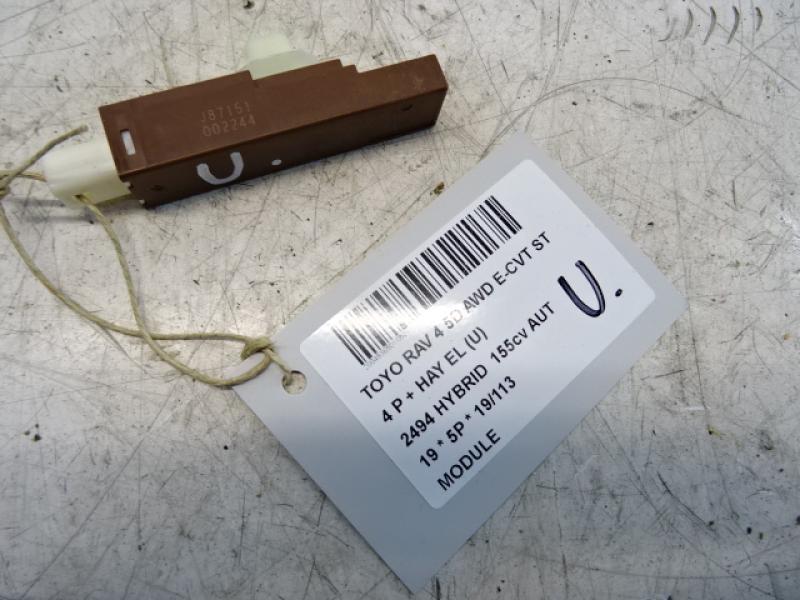 J87151
002244
U.
TOYO RAV 4 5D AWD E-CVT ST
4 P + HAY EL (U)
2494 HYBRID 155cv AUT
19 * 5P * 19/113
MODULE
U.